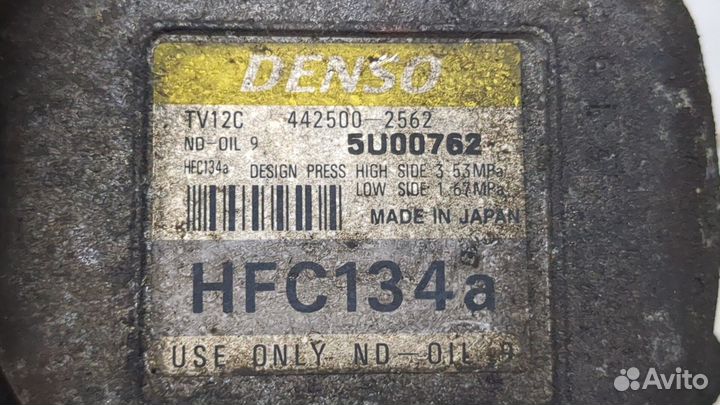 DENSO
TV12C 442500-2562
ND-OIL 9 5U00762
HFC134a DESIGN PRESS HIGH SIDE 3.53MPa
LOW SIDE 1.67MPa
MADE IN JAPAN
HFC134a
USE ONLY ND-OIL 9
Avito